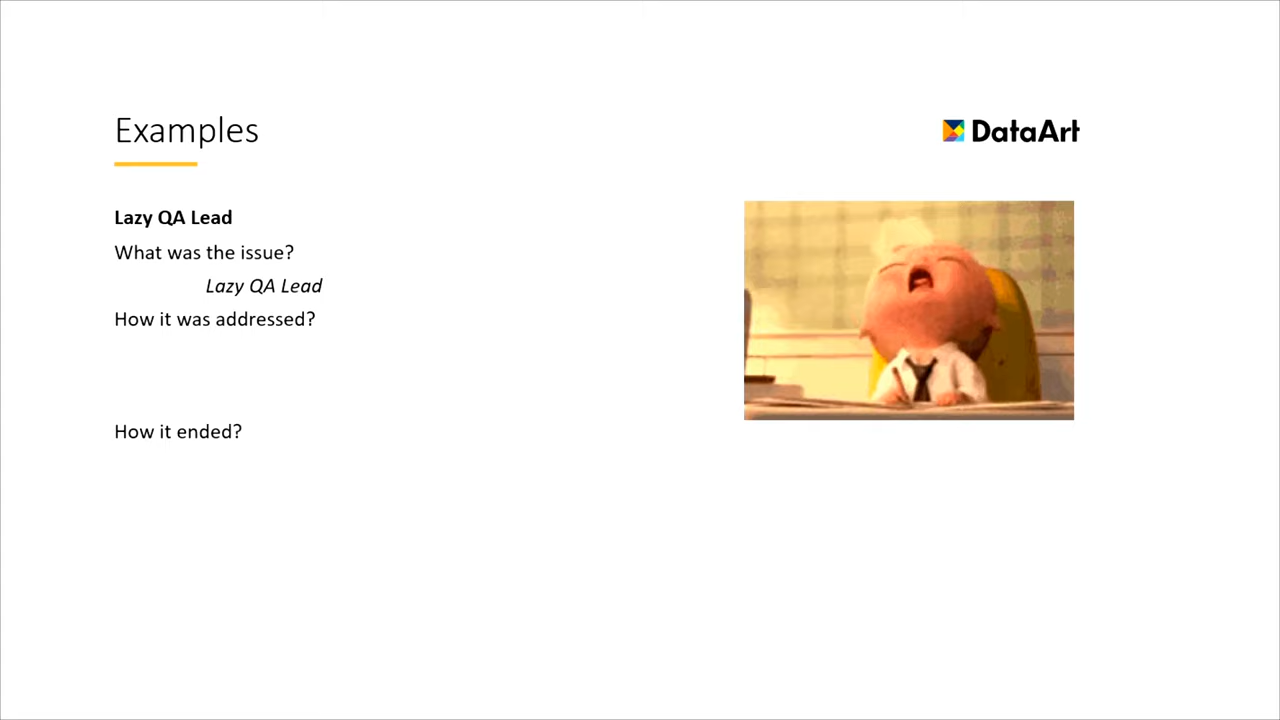 Examples
DataArt
Lazy QA Lead
What was the issue?
Lazy QA Lead
How it was addressed?
How it ended?